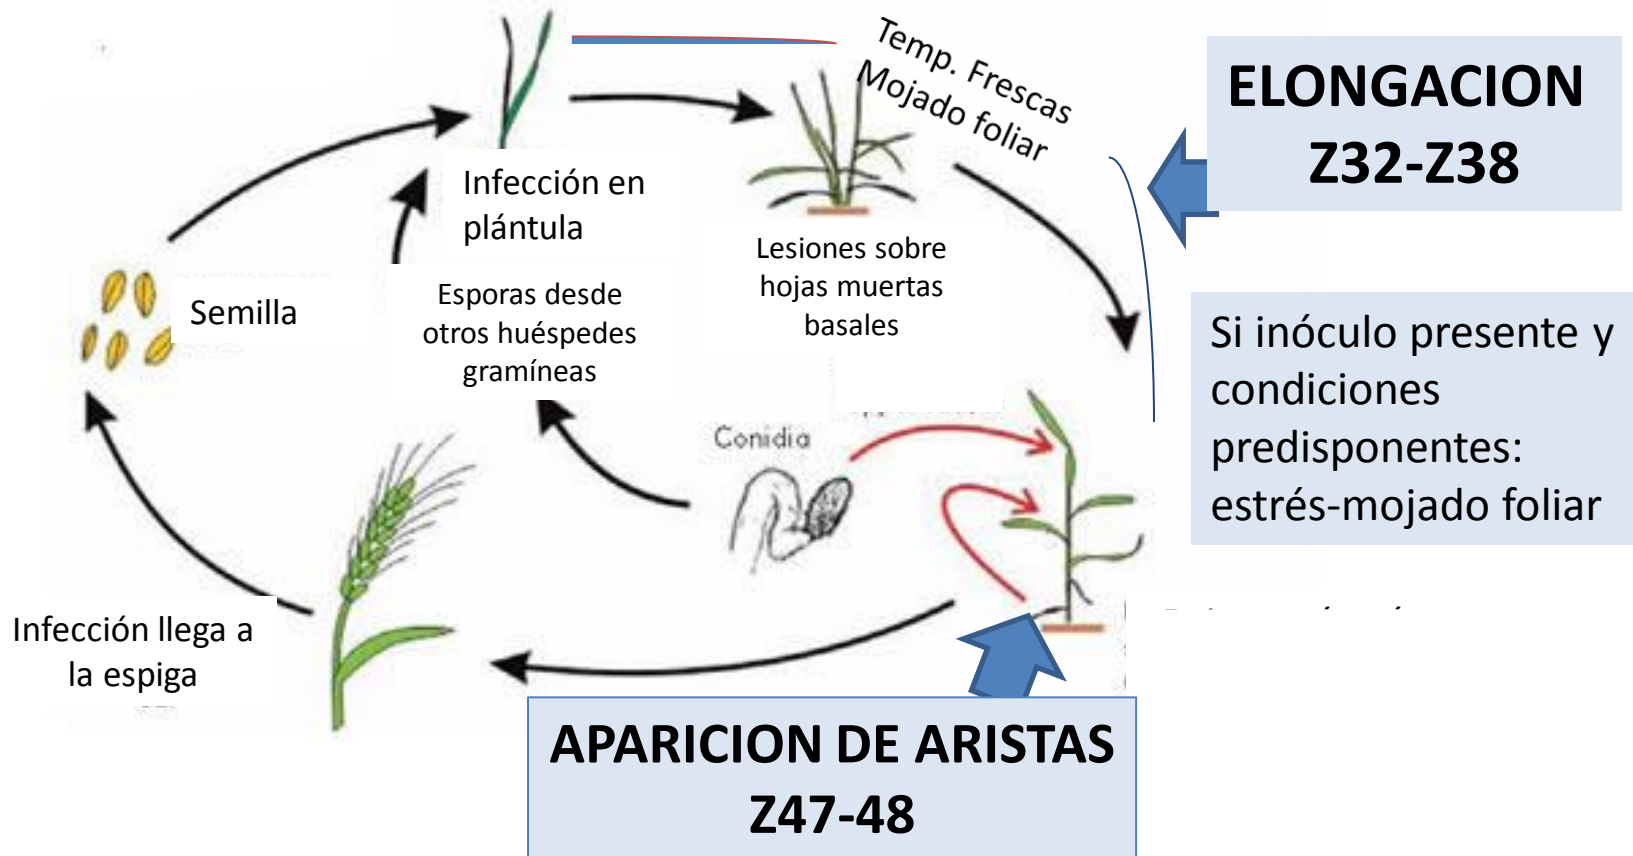 Temp. Frescas
Mojado foliar
ELONGACION
Z32-Z38
Infección en
plántula
Lesiones sobre
hojas muertas
basales
Semilla
Esporas desde
otros huéspedes
gramíneas
Si inóculo presente y
condiciones
predisponentes:
estrés-mojado foliar
Conidia
Infección llega a
la espiga
APARICION DE ARISTAS
Z47-48